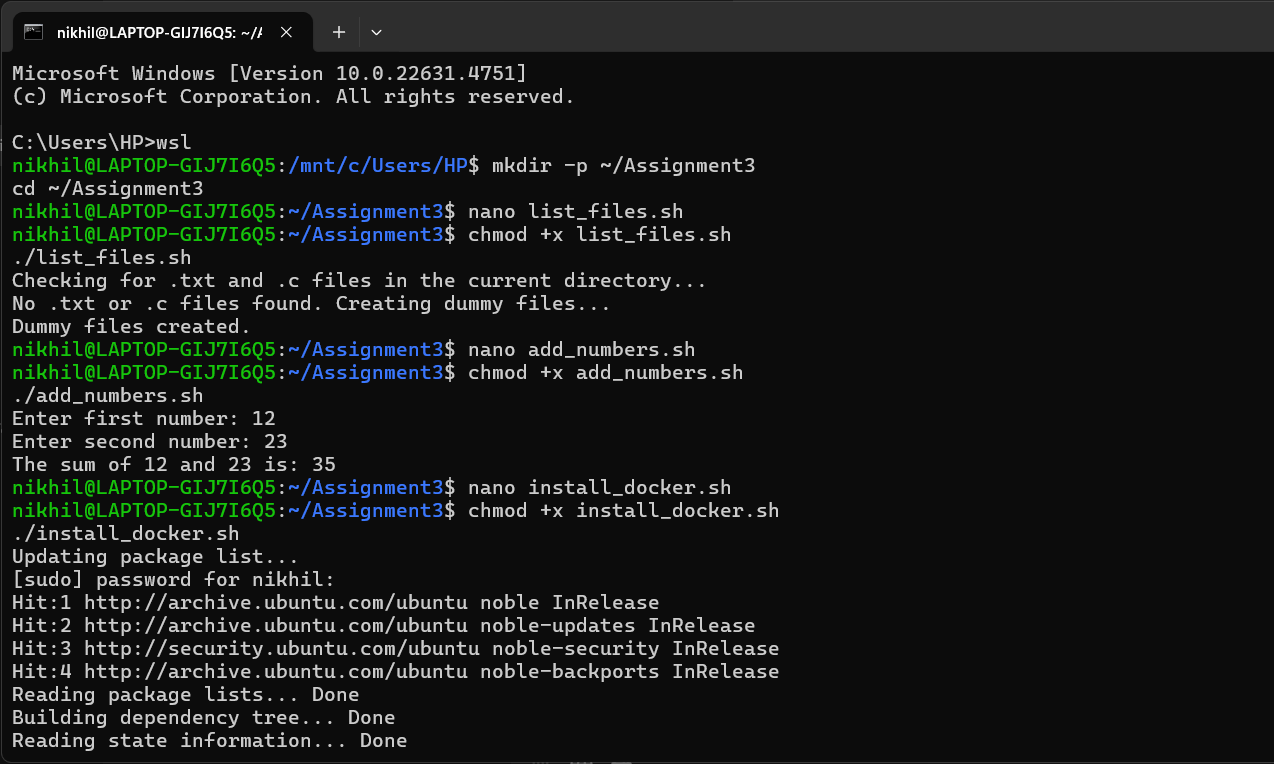 nikhil@LAPTOP-GIJ7I6Q5: ~/A
Microsoft Windows [Version 10.0.22631.4751]
(c) Microsoft Corporation. All rights reserved.
C:\Users\HP>wsl
nikhil@LAPTOP-GIJ7I6Q5:/mnt/c/Users/HP$ mkdir -p ~/Assignment3
cd ~/Assignment3
nikhil@LAPTOP-GIJ7I6Q5:~/Assignment3$ nano list_files.sh
nikhil@LAPTOP-GIJ7I6Q5:~/Assignment3$ chmod +x list_files.sh
./list_files.sh
Checking for .txt and .c files in the current directory...
No .txt or .c files found. Creating dummy files...
Dummy files created.
nikhil@LAPTOP-GIJ7I6Q5:~/Assignment3$ nano add_numbers.sh
nikhil@LAPTOP-GIJ7I6Q5:~/Assignment3$ chmod +x add_numbers.sh
./add_numbers.sh
Enter first number: 12
Enter second number: 23
The sum of 12 and 23 is: 35
nikhil@LAPTOP-GIJ7I6Q5:~/Assignment3$ nano install_docker.sh
nikhil@LAPTOP-GIJ7I6Q5:~/Assignment3$ chmod +x install_docker.sh
./install_docker.sh
Updating package list...
[sudo] password for nikhil:
Hit:1 http://archive.ubuntu.com/ubuntu noble InRelease
Hit:2 http://archive.ubuntu.com/ubuntu noble-updates InRelease
Hit:3 http://security.ubuntu.com/ubuntu noble-security InRelease
Hit:4 http://archive.ubuntu.com/ubuntu noble-backports InRelease
Reading package lists... Done
Building dependency tree... Done
Reading state information... Done